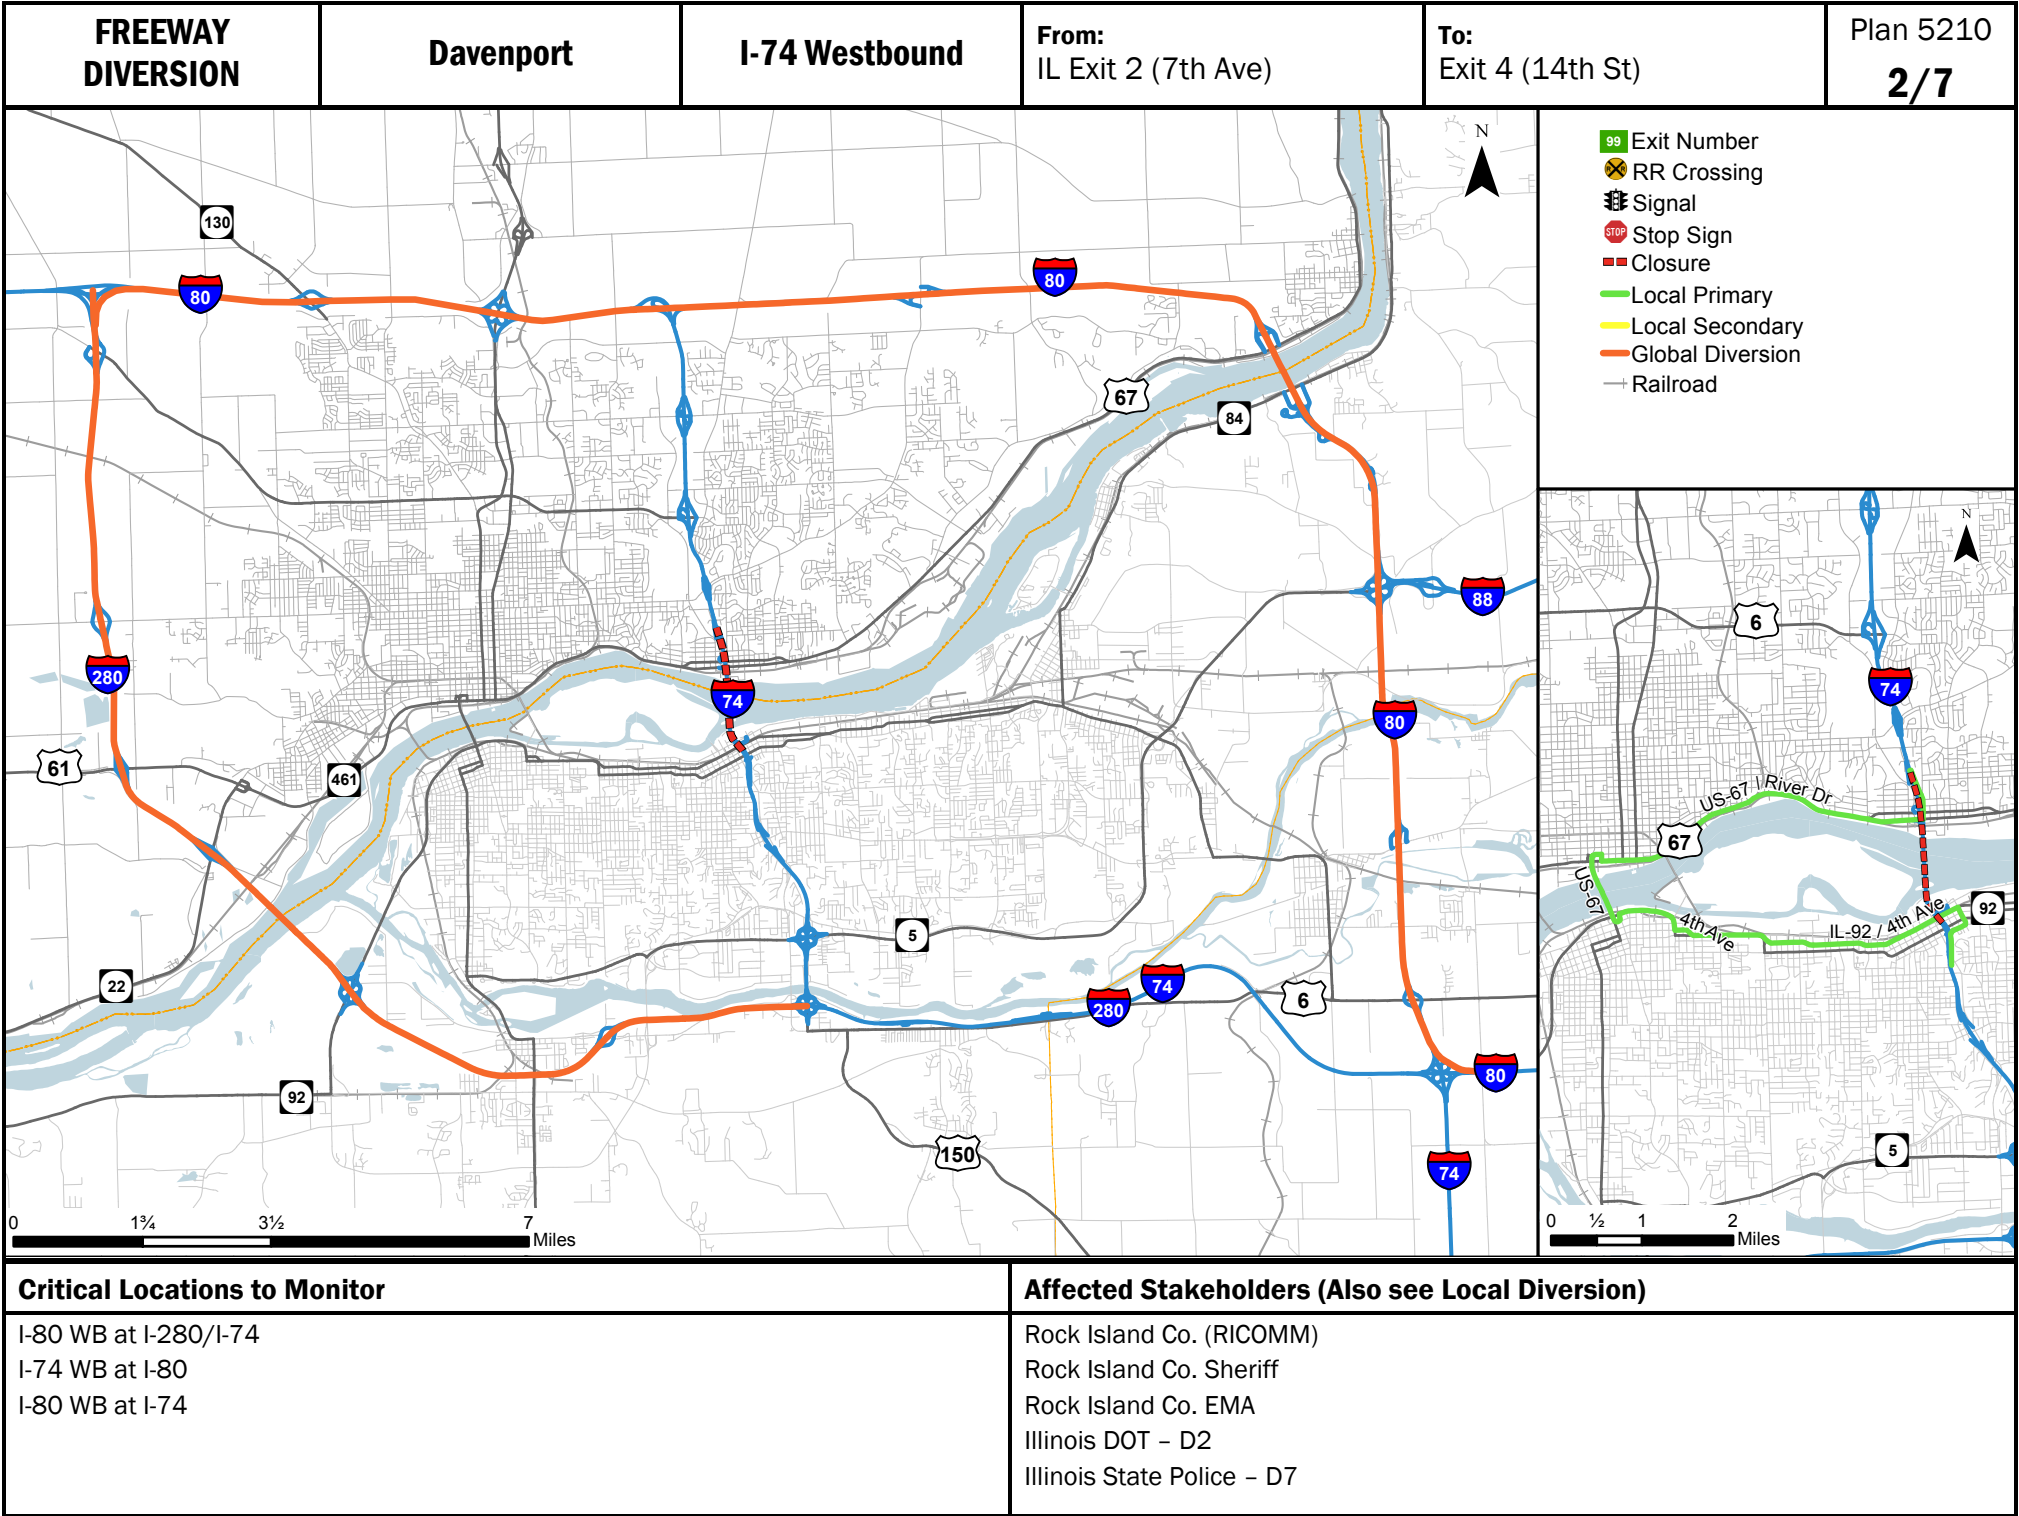 FREEWAY
DIVERSION
Davenport
I-74 Westbound
From:
IL Exit 2 (7th Ave)
To:
Exit 4 (14th St)
Plan 5210
2/7
N
130
80
80
67
84
88
280
74
80
61
461
5
22
74
280
6
80
92
150
74
0 1¾ 3½ 7
Miles
99 Exit Number
RR Crossing
Signal
STOP Stop Sign
Closure
Local Primary
Local Secondary
Global Diversion
Railroad
N
6
74
US-67 / River Dr
67
US-67
4th Ave
IL-92 / 4th Ave
92
5
0 ½ 1 2
Miles
Critical Locations to Monitor
I-80 WB at I-280/I-74
I-74 WB at I-80
I-80 WB at I-74
Affected Stakeholders (Also see Local Diversion)
Rock Island Co. (RICOMM)
Rock Island Co. Sheriff
Rock Island Co. EMA
Illinois DOT – D2
Illinois State Police – D7